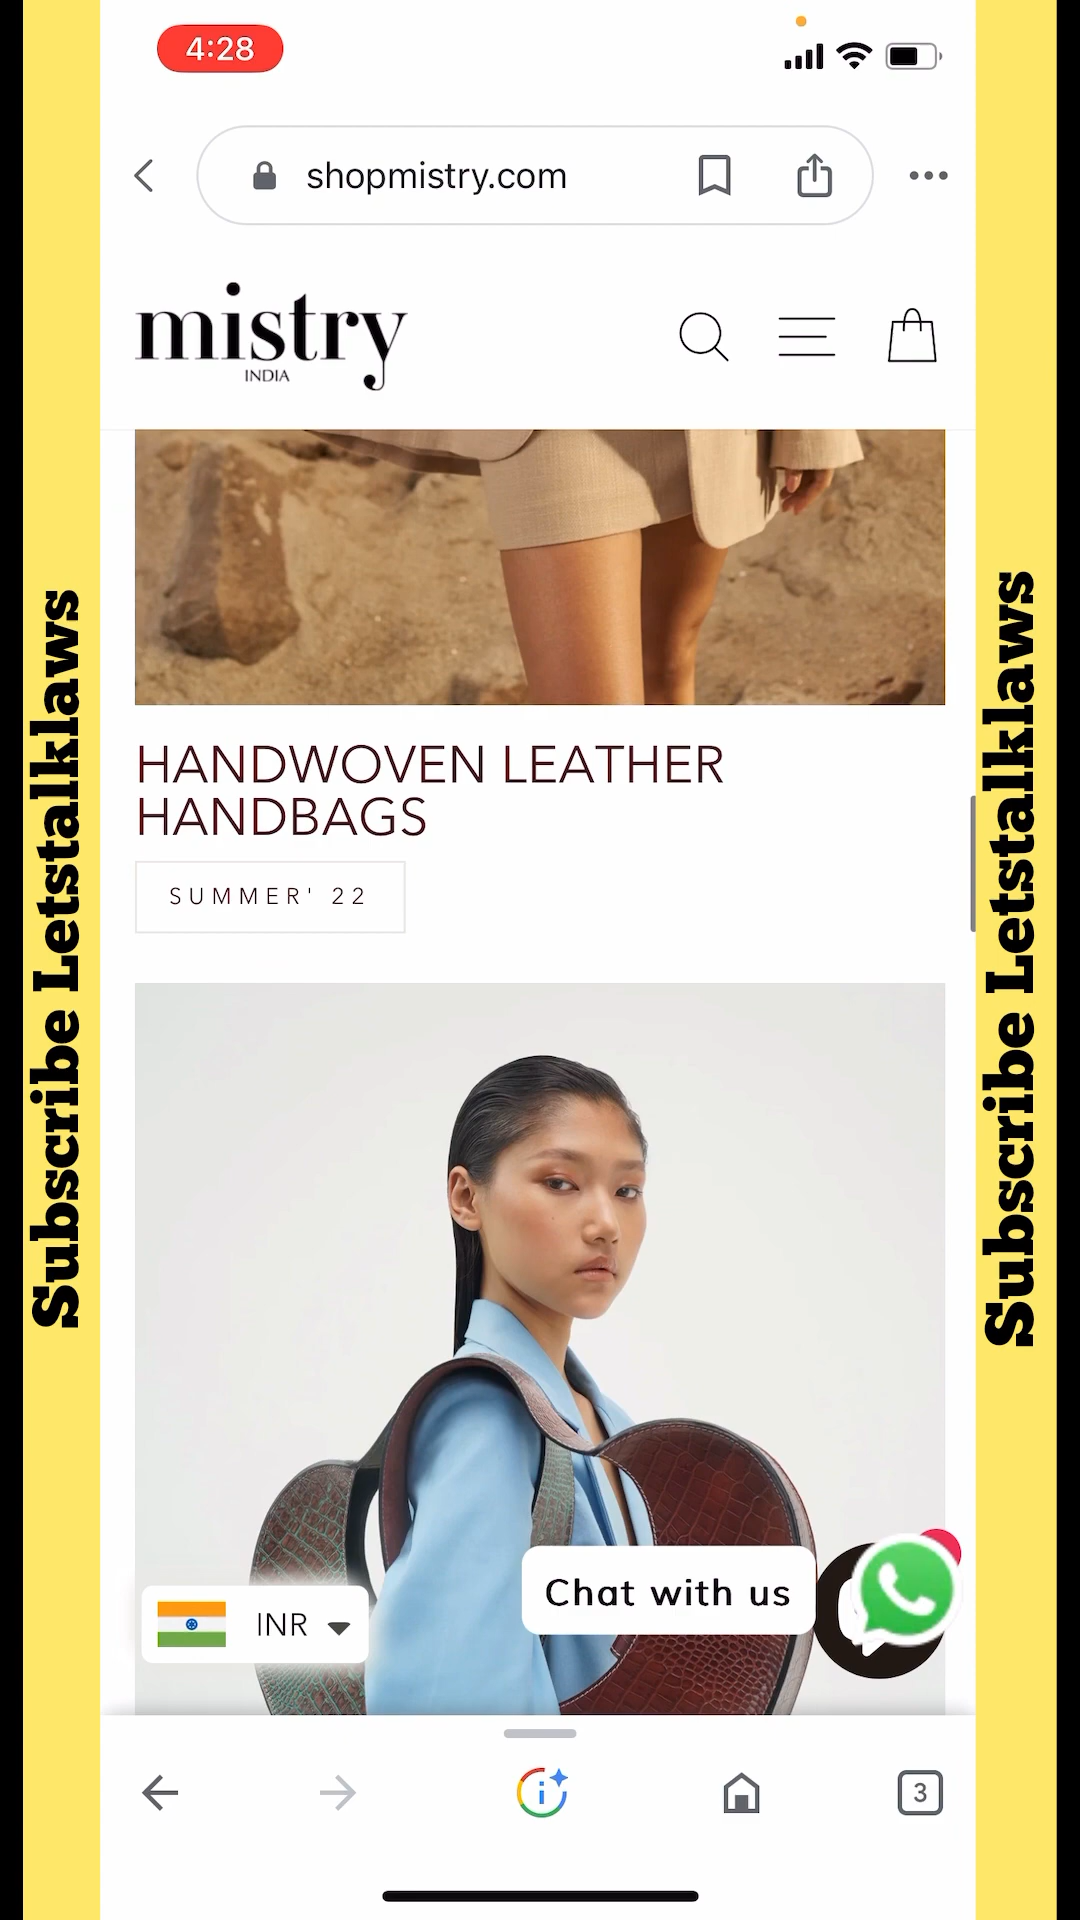 4:28
shopmistry.com
mistry
INDIA
HANDWOVEN LEATHER
HANDBAGS
SUMMER' 22
Chat with us
INR
3
Subscribe Letstalklaws
Subscribe Letstalklaws